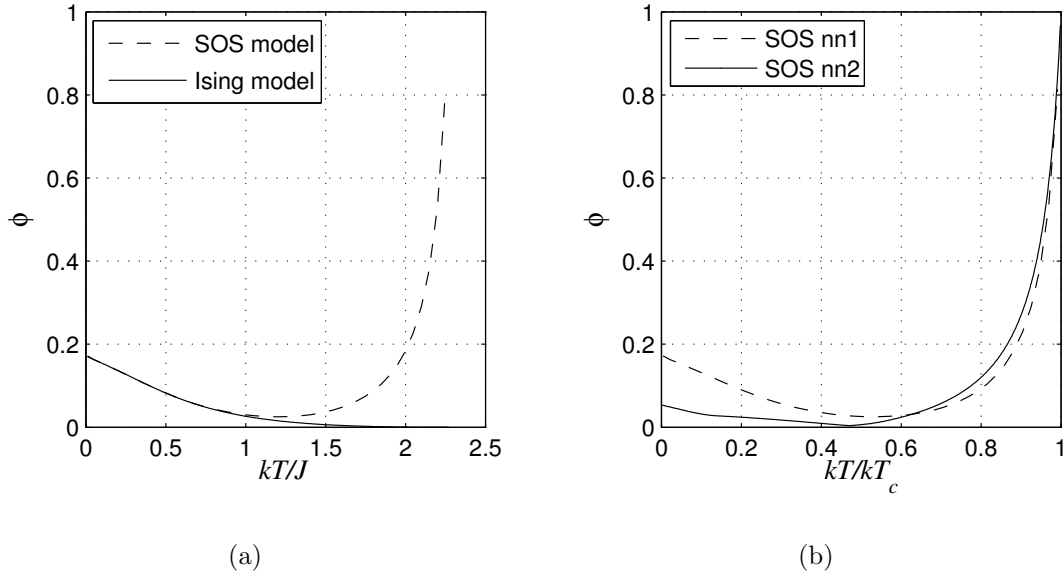 1
0.8
0.6
0.4
0.2
0
ϕ
SOS model
Ising model
0 0.5 1 1.5 2 2.5
kT/J
(a)
1
0.8
0.6
0.4
0.2
0
ϕ
SOS nn1
SOS nn2
0 0.2 0.4 0.6 0.8 1
kT/kT_c
(b)